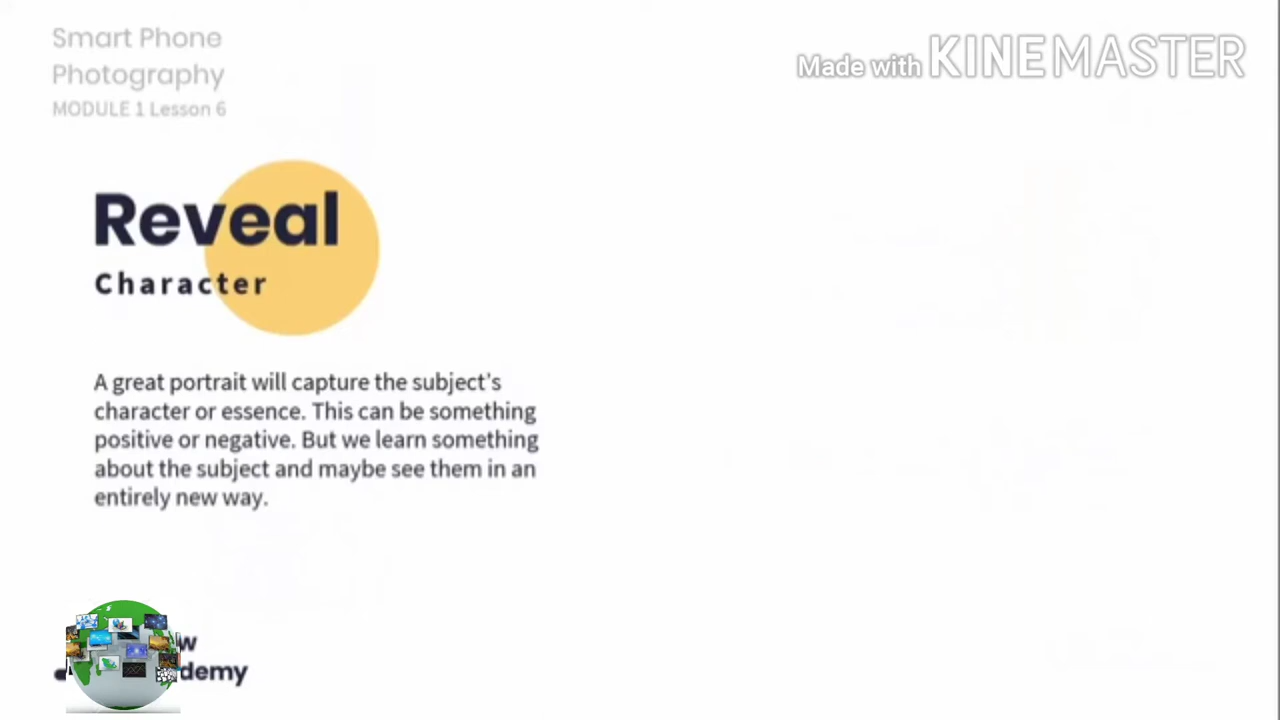 Smart Phone
Photography
MODULE 1 Lesson 6
Made with KINEMASTER
Reveal
Character
A great portrait will capture the subject's
character or essence. This can be something
positive or negative. But we learn something
about the subject and maybe see them in an
entirely new way.